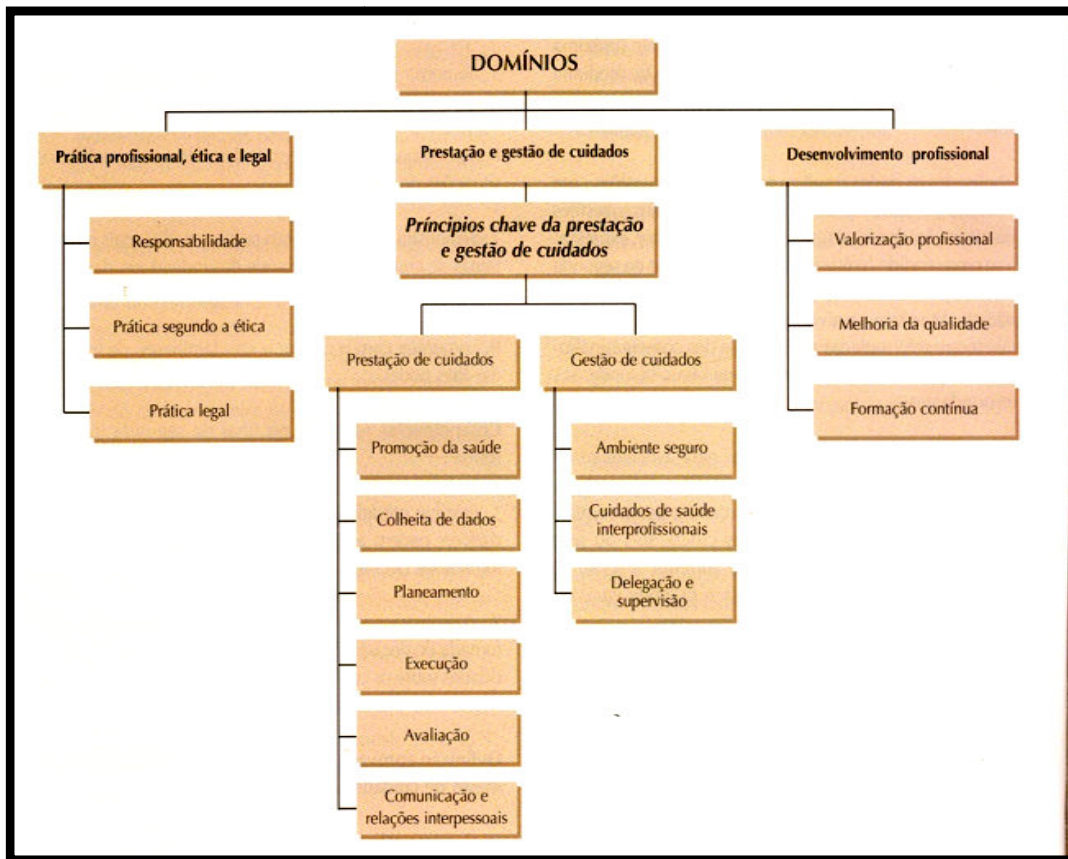 DOMÍNIOS
Prática profissional, ética e legal
Responsabilidade
Prática segundo a ética
Prática legal
Prestação e gestão de cuidados
Príncipios chave da prestação
e gestão de cuidados
Prestação de cuidados
Promoção da saúde
Colheita de dados
Planeamento
Execução
Avaliação
Comunicação e
relações interpessoais
Gestão de cuidados
Ambiente seguro
Cuidados de saúde
interprofissionais
Delegação e
supervisão
Desenvolvimento profissional
Valorização profissional
Melhoria da qualidade
Formação contínua